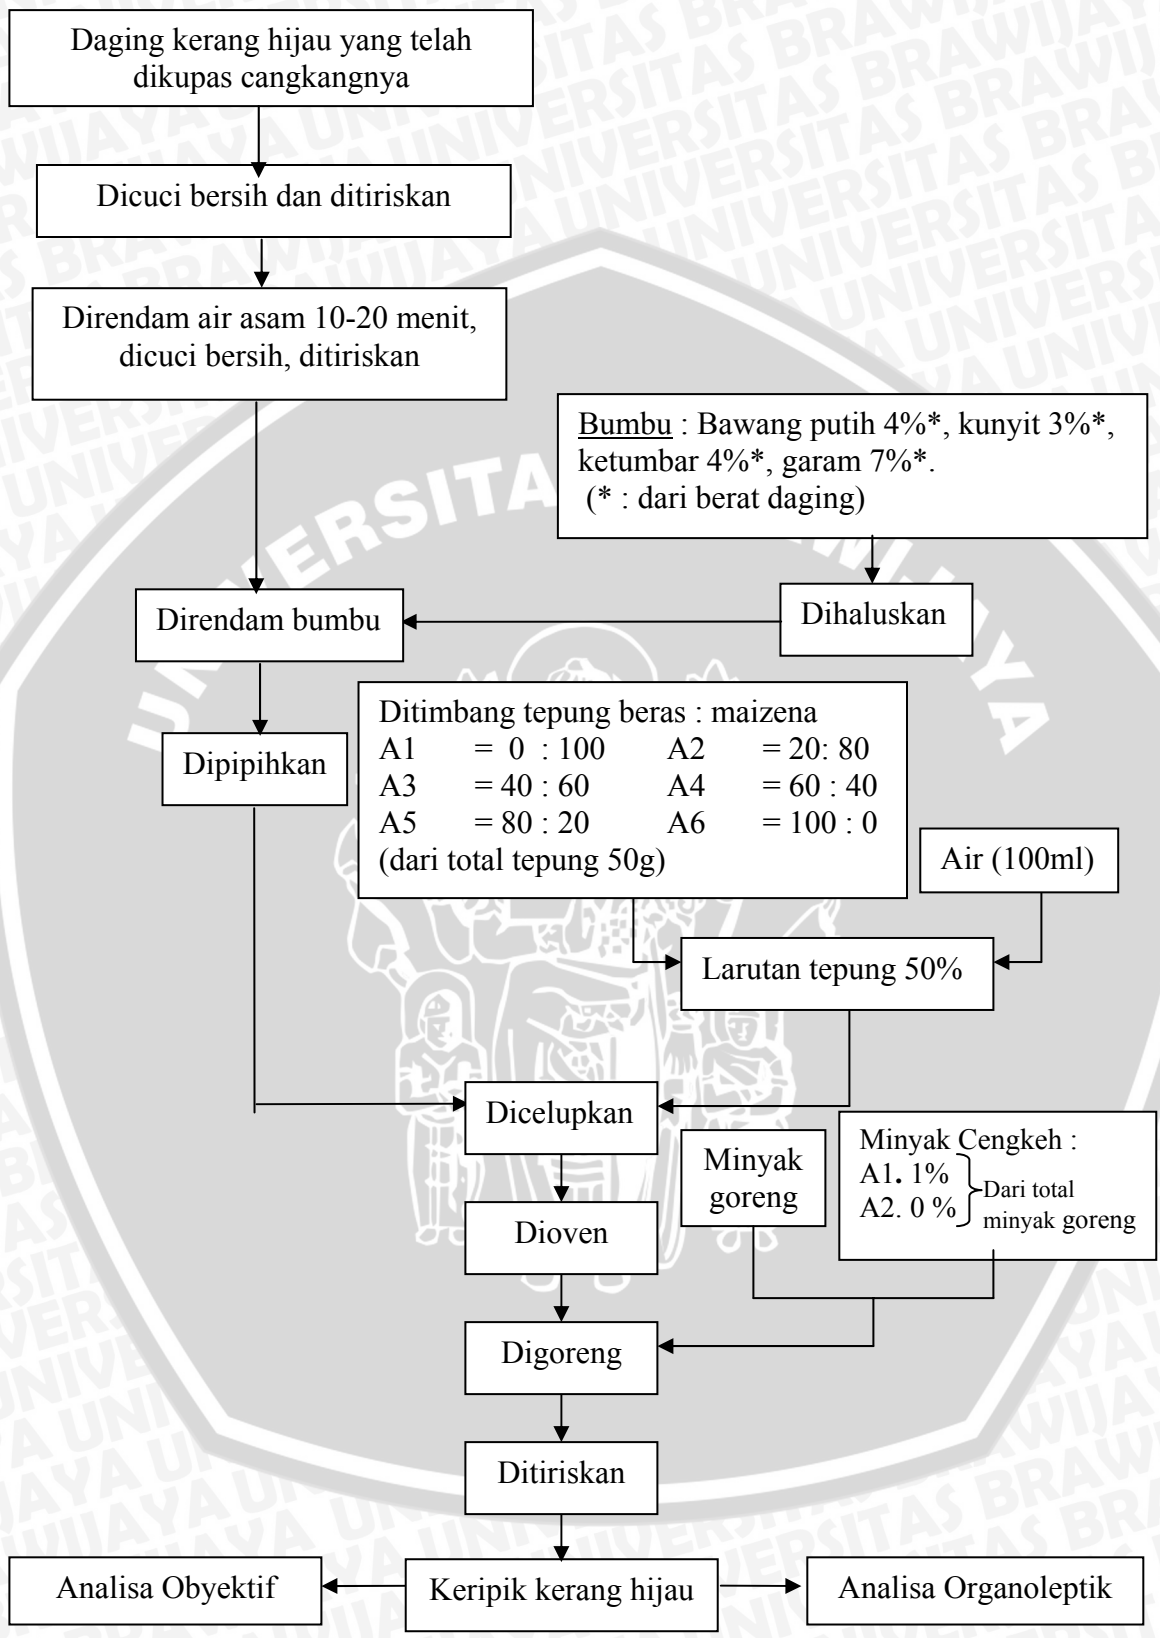 Daging kerang hijau yang telah
dikupas cangkangnya
Dicuci bersih dan ditiriskan
Direndam air asam 10-20 menit,
dicuci bersih, ditiriskan
Bumbu : Bawang putih 4%*, kunyit 3%*,
ketumbar 4%*, garam 7%*.
(* : dari berat daging)
Direndam bumbu
Dihaluskan
Dipipihkan
Ditimbang tepung beras : maizena
A1 = 0 : 100 A2 = 20: 80
A3 = 40 : 60 A4 = 60 : 40
A5 = 80 : 20 A6 = 100 : 0
(dari total tepung 50g)
Air (100ml)
Larutan tepung 50%
Dicelupkan
Minyak
goreng
Minyak Cengkeh :
A1. 1%
A2. 0 %
Dari total
minyak goreng
Dioven
Digoreng
Ditiriskan
Analisa Obyektif
Keripik kerang hijau
Analisa Organoleptik